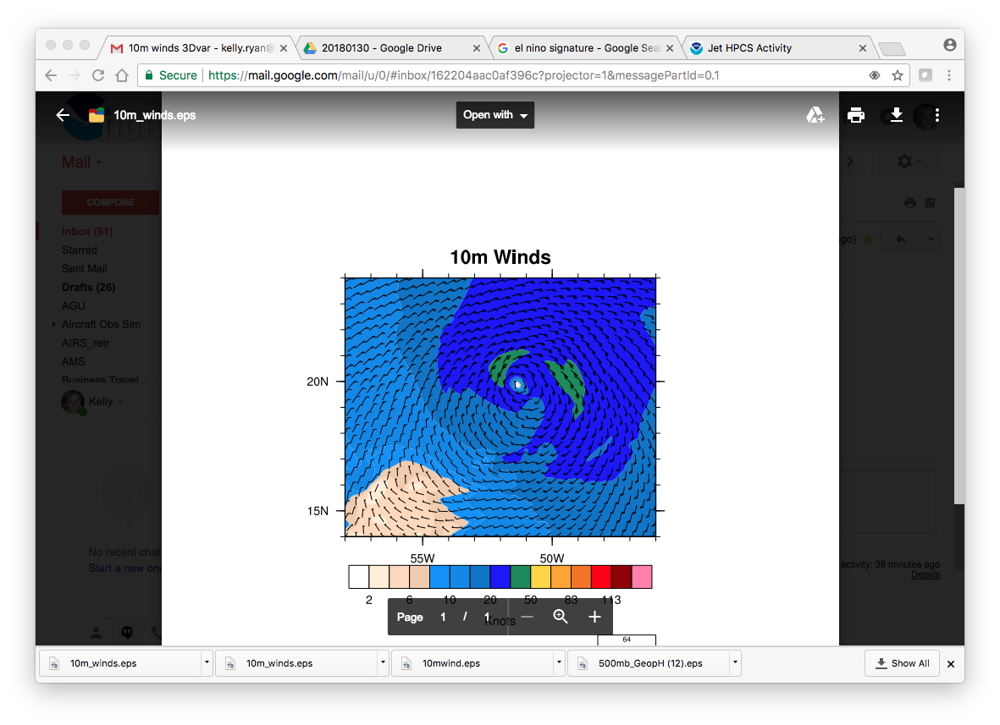 10m winds 3Dvar - kelly.ryan@
20180130 - Google Drive
el nino signature - Google Sea
Jet HPCS Activity
Secure
https://mail.google.com/mail/u/0/#inbox/162204aac0af396c?projector=1&messagePartId=0.1
10m_winds.eps
Open with
Mail
COMPOSE
Inbox (91)
Starred
Sent Mail
Drafts (26)
AGU
Aircraft Obs Sim
AIRS_retr
AMS
Business Travel
Kelly
No recent chats
Start a new one
go)
activity: 38 minutes ago
Details
10m Winds
20N
15N
55W
50W
2 6 10 20 50 83 113
Knots
Page 1 / 1
64
10m_winds.eps
10m_winds.eps
10mwind.eps
500mb_GeopH (12).eps
Show All